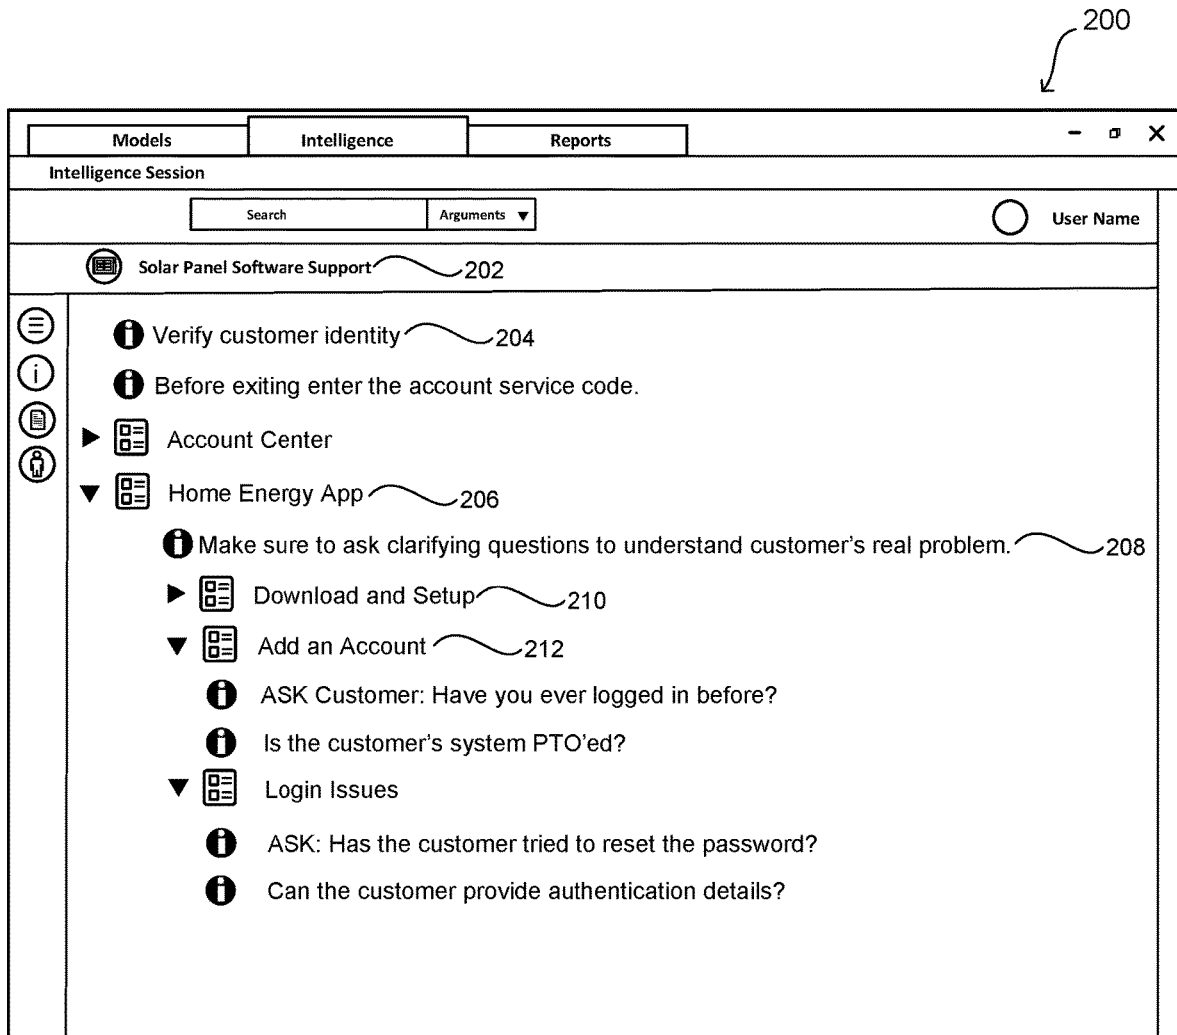 200
Models Intelligence Reports
Intelligence Session
Search Arguments User Name
Solar Panel Software Support 202
Verify customer identity 204
Before exiting enter the account service code.
Account Center
Home Energy App 206
Make sure to ask clarifying questions to understand customer's real problem. 208
Download and Setup 210
Add an Account 212
ASK Customer: Have you ever logged in before?
Is the customer's system PTO'ed?
Login Issues
ASK: Has the customer tried to reset the password?
Can the customer provide authentication details?